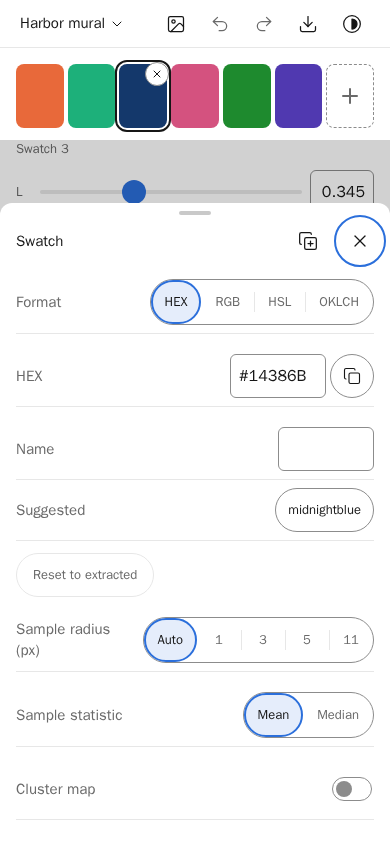 Harbor mural
Swatch 3
L
0.345
Swatch
Format
HEX
RGB
HSL
OKLCH
HEX
#14386B
Name
Suggested
midnightblue
Reset to extracted
Sample radius
(px)
Auto
1
3
5
11
Sample statistic
Mean
Median
Cluster map